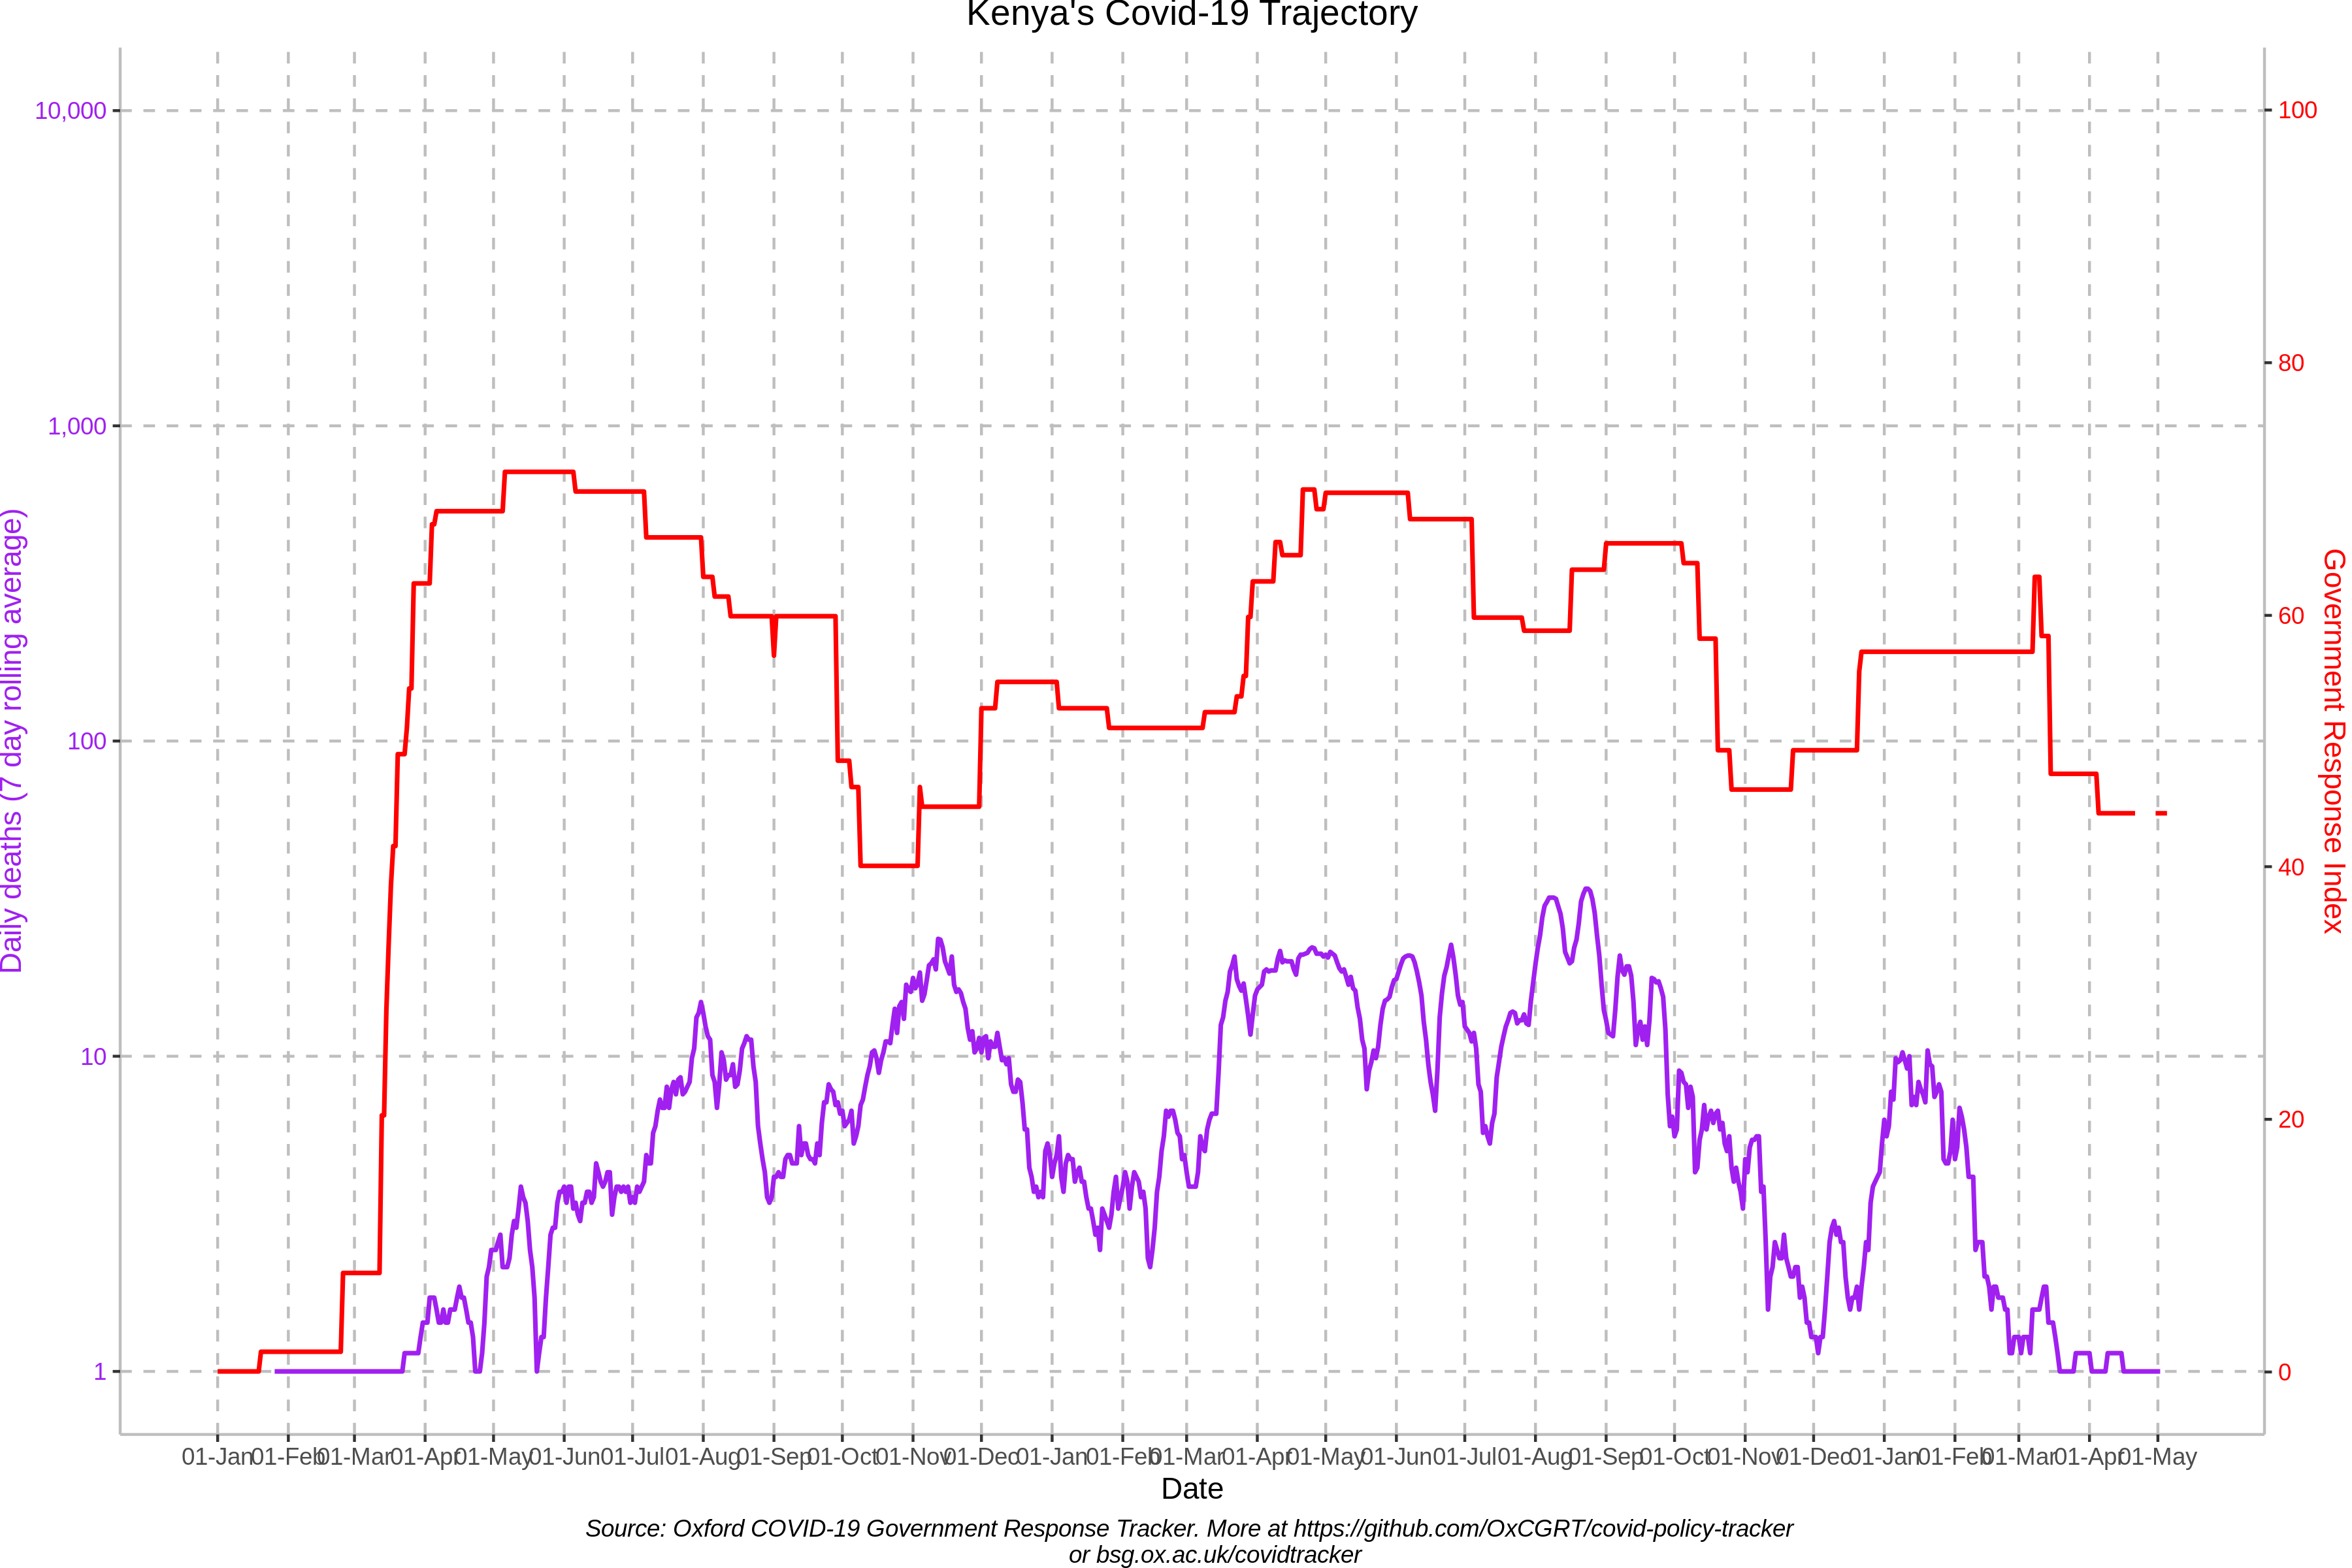 Kenya's Covid-19 Trajectory
10,000
1,000
100
10
1
Daily deaths (7 day rolling average)
100
80
60
40
20
0
Government Response Index
01-Jan 01-Feb 01-Mar 01-Apr 01-May 01-Jun 01-Jul 01-Aug 01-Sep 01-Oct 01-Nov 01-Dec 01-Jan 01-Feb 01-Mar 01-Apr 01-May 01-Jun 01-Jul 01-Aug 01-Sep 01-Oct 01-Nov 01-Dec 01-Jan 01-Feb 01-Mar 01-Apr 01-May
Date
Source: Oxford COVID-19 Government Response Tracker. More at https://github.com/OxCGRT/covid-policy-tracker
or bsg.ox.ac.uk/covidtracker